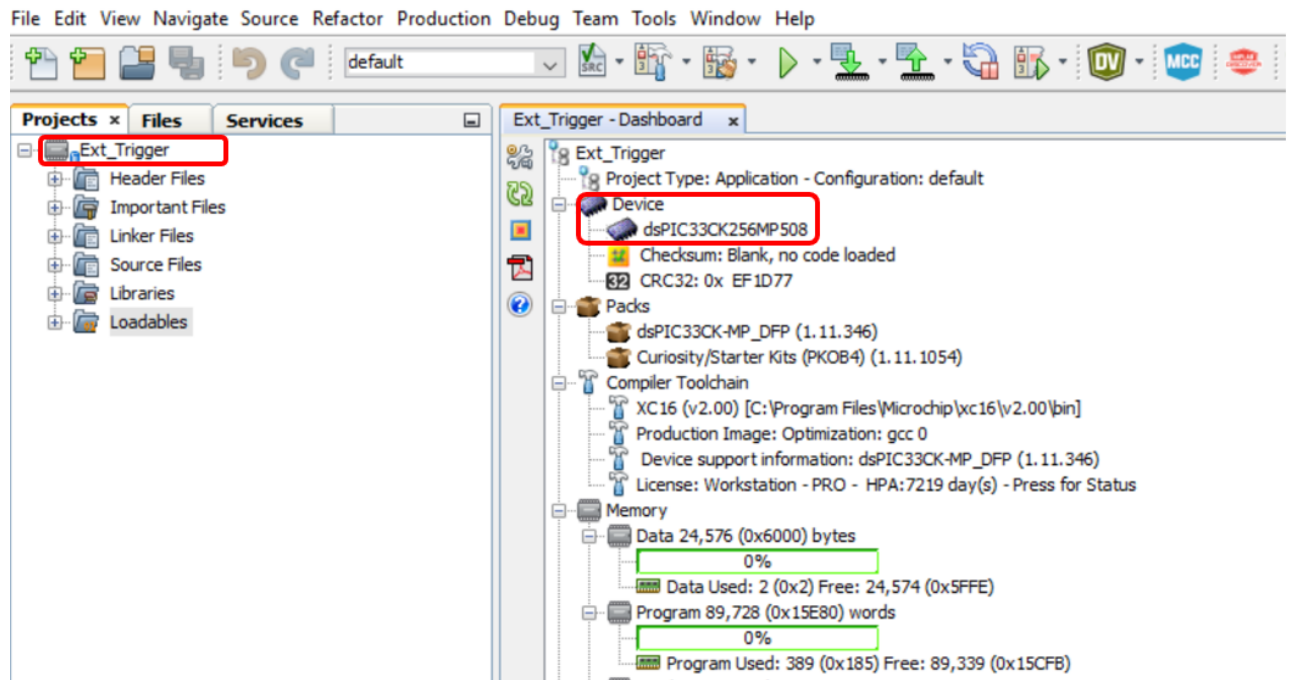 File Edit View Navigate Source Refactor Production Debug Team Tools Window Help
default
SRC
DV
MCC
Projects × Files Services
Ext_Trigger - Dashboard ×
Ext_Trigger
Header Files
Important Files
Linker Files
Source Files
Libraries
Loadables
Ext_Trigger
Project Type: Application - Configuration: default
Device
dsPIC33CK256MP508
Checksum: Blank, no code loaded
32 CRC32: 0x EF1D77
Packs
dsPIC33CK-MP_DFP (1.11.346)
Curiosity/Starter Kits (PKOB4) (1.11.1054)
Compiler Toolchain
XC16 (v2.00) [C:\Program Files\Microchip\xc16\v2.00\bin]
Production Image: Optimization: gcc 0
Device support information: dsPIC33CK-MP_DFP (1.11.346)
License: Workstation - PRO - HPA:7219 day(s) - Press for Status
Memory
Data 24,576 (0x6000) bytes
0%
Data Used: 2 (0x2) Free: 24,574 (0x5FFE)
Program 89,728 (0x15E80) words
0%
Program Used: 389 (0x185) Free: 89,339 (0x15CFB)